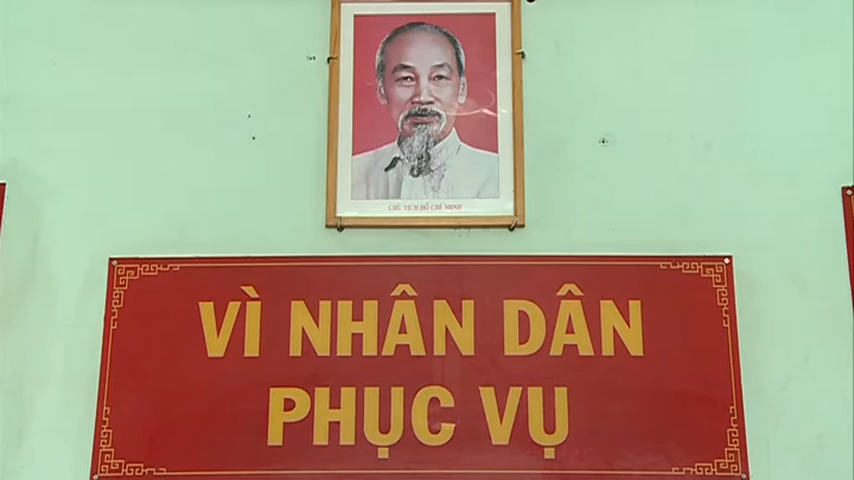 CHỦ TỊCH HỒ CHÍ MINH
VÌ NHÂN DÂN
PHỤC VỤ